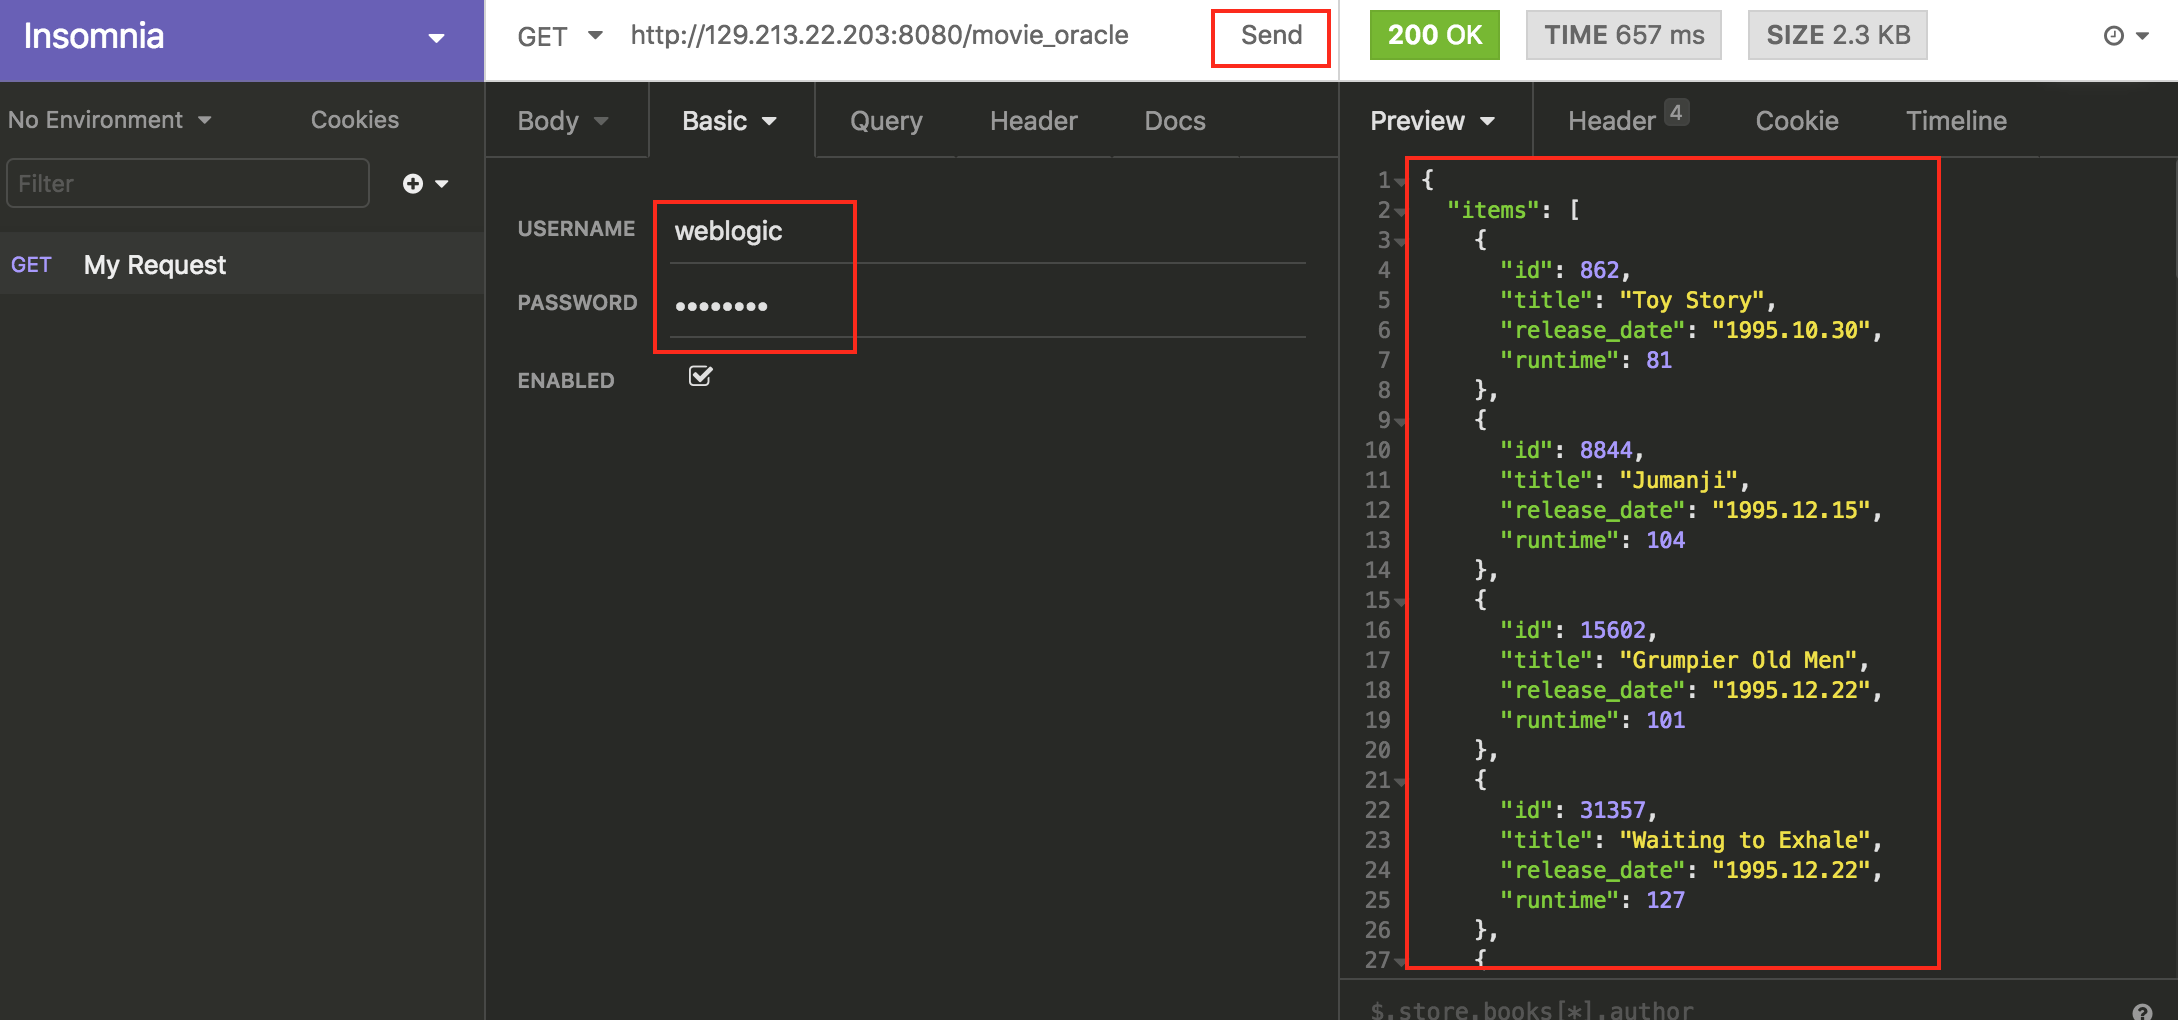 Insomnia
GET http://129.213.22.203:8080/movie_oracle Send
200 OK TIME 657 ms SIZE 2.3 KB
No Environment Cookies
Filter
GET My Request
Body Basic Query Header Docs
USERNAME weblogic
PASSWORD ••••••••
ENABLED
Preview Header 4 Cookie Timeline
1 {
2 "items": [
3 {
4 "id": 862,
5 "title": "Toy Story",
6 "release_date": "1995.10.30",
7 "runtime": 81
8 },
9 {
10 "id": 8844,
11 "title": "Jumanji",
12 "release_date": "1995.12.15",
13 "runtime": 104
14 },
15 {
16 "id": 15602,
17 "title": "Grumpier Old Men",
18 "release_date": "1995.12.22",
19 "runtime": 101
20 },
21 {
22 "id": 31357,
23 "title": "Waiting to Exhale",
24 "release_date": "1995.12.22",
25 "runtime": 127
26 },
27 {
$.store.books[*].author